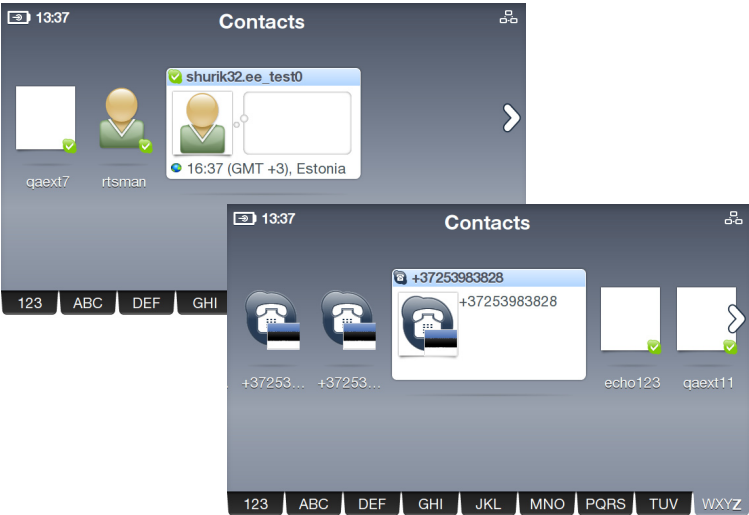 13:37
Contacts
shurik32.ee_test0
16:37 (GMT +3), Estonia
qaext7
rtsman
123 ABC DEF GHI
13:37
Contacts
+37253983828
+37253983828
+37253...
+37253...
echo123
qaext11
123 ABC DEF GHI JKL MNO PQRS TUV WXYZ